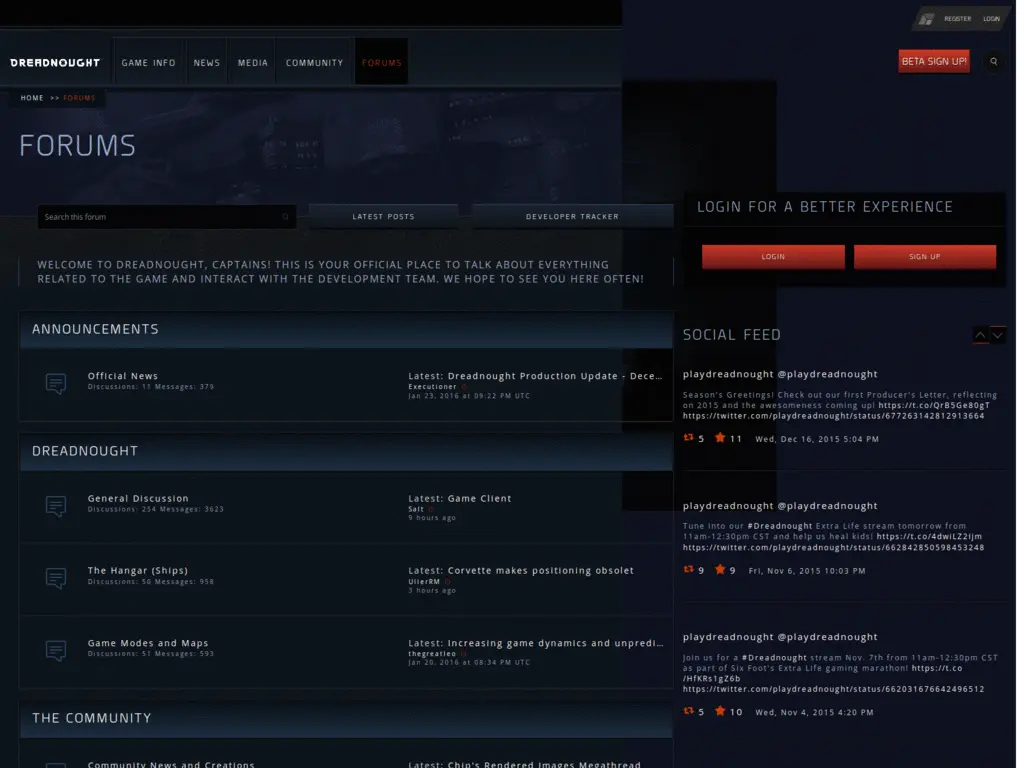 REGISTER
LOGIN
DREADNOUGHT
GAME INFO
NEWS
MEDIA
COMMUNITY
FORUMS
BETA SIGN UP!
HOME >> FORUMS
FORUMS
Search this forum
LATEST POSTS
DEVELOPER TRACKER
WELCOME TO DREADNOUGHT, CAPTAINS! THIS IS YOUR OFFICIAL PLACE TO TALK ABOUT EVERYTHING
RELATED TO THE GAME AND INTERACT WITH THE DEVELOPMENT TEAM. WE HOPE TO SEE YOU HERE OFTEN!
ANNOUNCEMENTS
Official News
Discussions: 11 Messages: 379
Latest: Dreadnought Production Update - Dece...
Executioner
Jan 23, 2016 at 09:22 PM UTC
DREADNOUGHT
General Discussion
Discussions: 254 Messages: 3623
Latest: Game Client
Salt
9 hours ago
The Hangar (Ships)
Discussions: 56 Messages: 958
Latest: Corvette makes positioning obsolet
UllerRM
3 hours ago
Game Modes and Maps
Discussions: 51 Messages: 593
Latest: Increasing game dynamics and unpredi...
thegreatleo
Jan 20, 2016 at 08:34 PM UTC
THE COMMUNITY
Community News and Creations
Latest: Chip's Rendered Images Megathread
LOGIN FOR A BETTER EXPERIENCE
LOGIN
SIGN UP
SOCIAL FEED
playdreadnought @playdreadnought
Season's Greetings! Check out our first Producer's Letter, reflecting
on 2015 and the awesomeness coming up! https://t.co/QrB5Ge80gT
https://twitter.com/playdreadnought/status/677263142812913664
5 11 Wed, Dec 16, 2015 5:04 PM
playdreadnought @playdreadnought
Tune into our #Dreadnought Extra Life stream tomorrow from
11am-12:30pm CST and help us heal kids! https://t.co/4dwiLZ2ijm
https://twitter.com/playdreadnought/status/662842850598453248
9 9 Fri, Nov 6, 2015 10:03 PM
playdreadnought @playdreadnought
Join us for a #Dreadnought stream Nov. 7th from 11am-12:30pm CST
as part of Six Foot's Extra Life gaming marathon! https://t.co
/HfKRs1gZ6b
https://twitter.com/playdreadnought/status/662031676642496512
5 10 Wed, Nov 4, 2015 4:20 PM